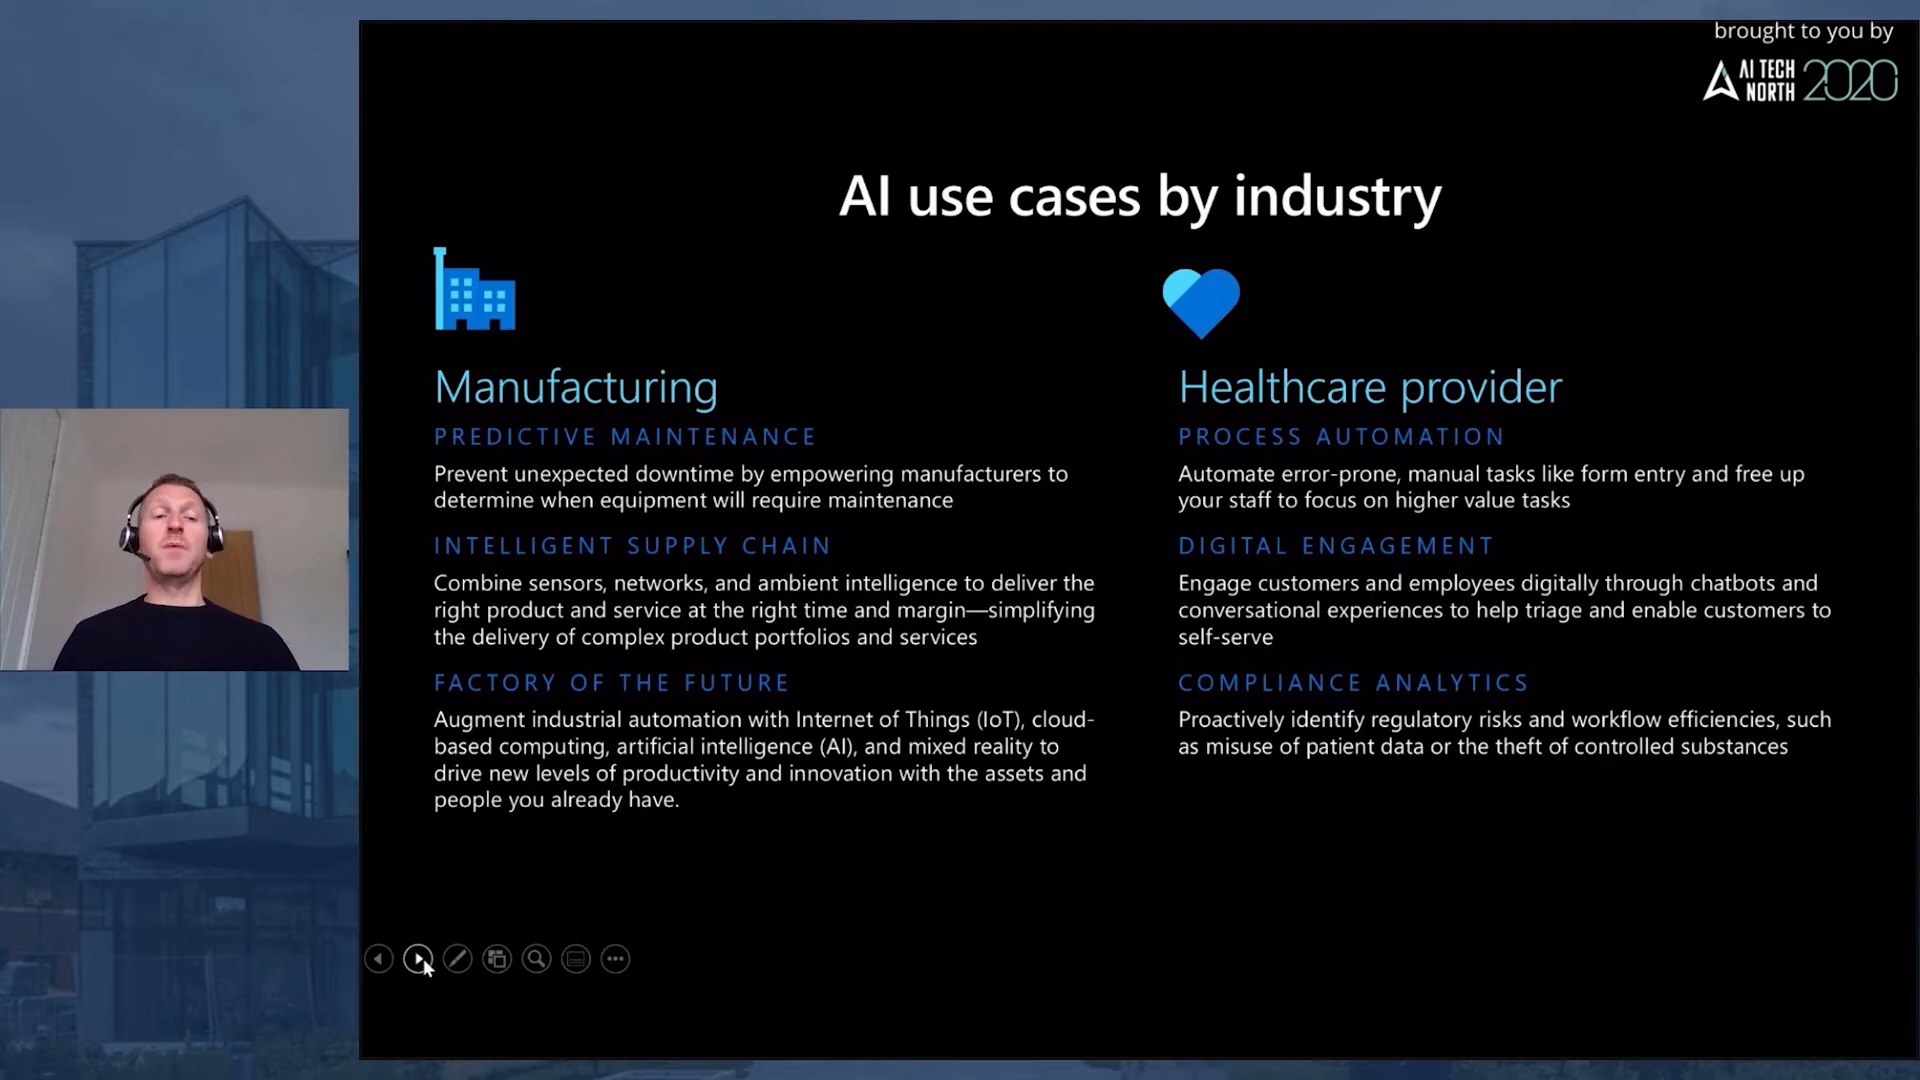 brought to you by
AI TECH
NORTH 2020
AI use cases by industry
Manufacturing
PREDICTIVE MAINTENANCE
Prevent unexpected downtime by empowering manufacturers to
determine when equipment will require maintenance
INTELLIGENT SUPPLY CHAIN
Combine sensors, networks, and ambient intelligence to deliver the
right product and service at the right time and margin—simplifying
the delivery of complex product portfolios and services
FACTORY OF THE FUTURE
Augment industrial automation with Internet of Things (IoT), cloud-
based computing, artificial intelligence (AI), and mixed reality to
drive new levels of productivity and innovation with the assets and
people you already have.
Healthcare provider
PROCESS AUTOMATION
Automate error-prone, manual tasks like form entry and free up
your staff to focus on higher value tasks
DIGITAL ENGAGEMENT
Engage customers and employees digitally through chatbots and
conversational experiences to help triage and enable customers to
self-serve
COMPLIANCE ANALYTICS
Proactively identify regulatory risks and workflow efficiencies, such
as misuse of patient data or the theft of controlled substances